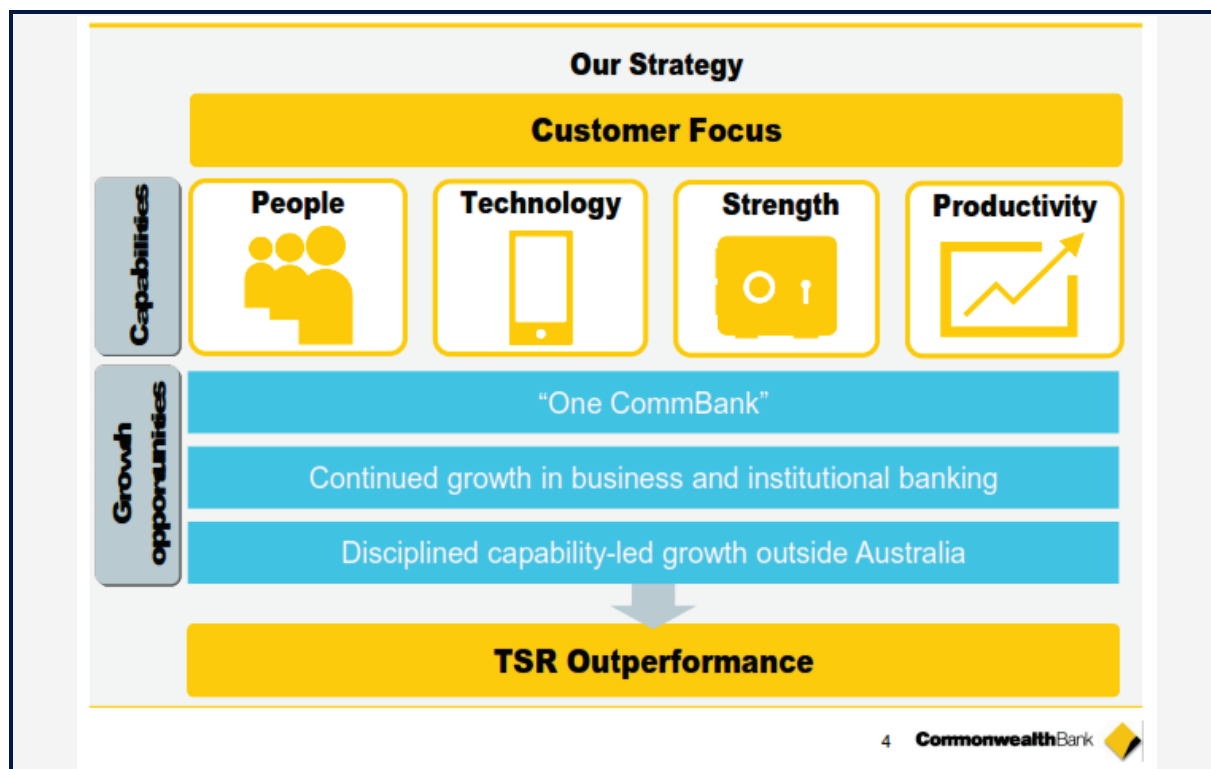 Our Strategy
Customer Focus
Capabilities
People
Technology
Strength
Productivity
Growth
opportunities
“One CommBank”
Continued growth in business and institutional banking
Disciplined capability-led growth outside Australia
TSR Outperformance
4
CommonwealthBank